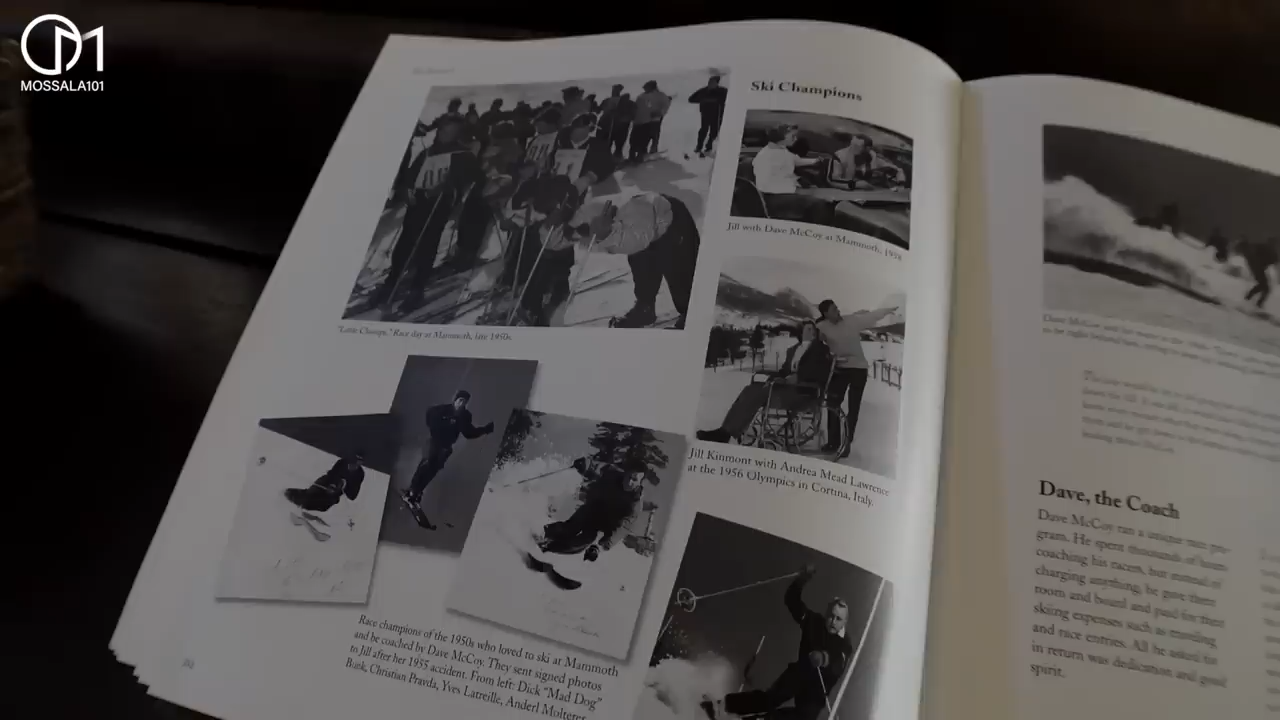 MOSSALA101
"Little Champs." Race day at Mammoth, late 1950s.
Race champions of the 1950s who loved to ski at Mammoth
and be coached by Dave McCoy. They sent signed photos
to Jill after her 1955 accident. From left: Dick "Mad Dog"
Buek, Christian Pravda, Yves Latreille, Anderl Molterer
Ski Champions
Jill with Dave McCoy at Mammoth, 1958
Jill Kinmont with Andrea Mead Lawrence
at the 1956 Olympics in Cortina, Italy.
Dave McCoy and
Dave, the Coach
Dave McCoy ran a unique race pro-
gram. He spent thousands of hours
coaching his racers, but instead of
charging anything, he gave them
room and board and paid for their
skiing expenses such as traveling
and race entries. All he asked for
in return was dedication and good
spirit.